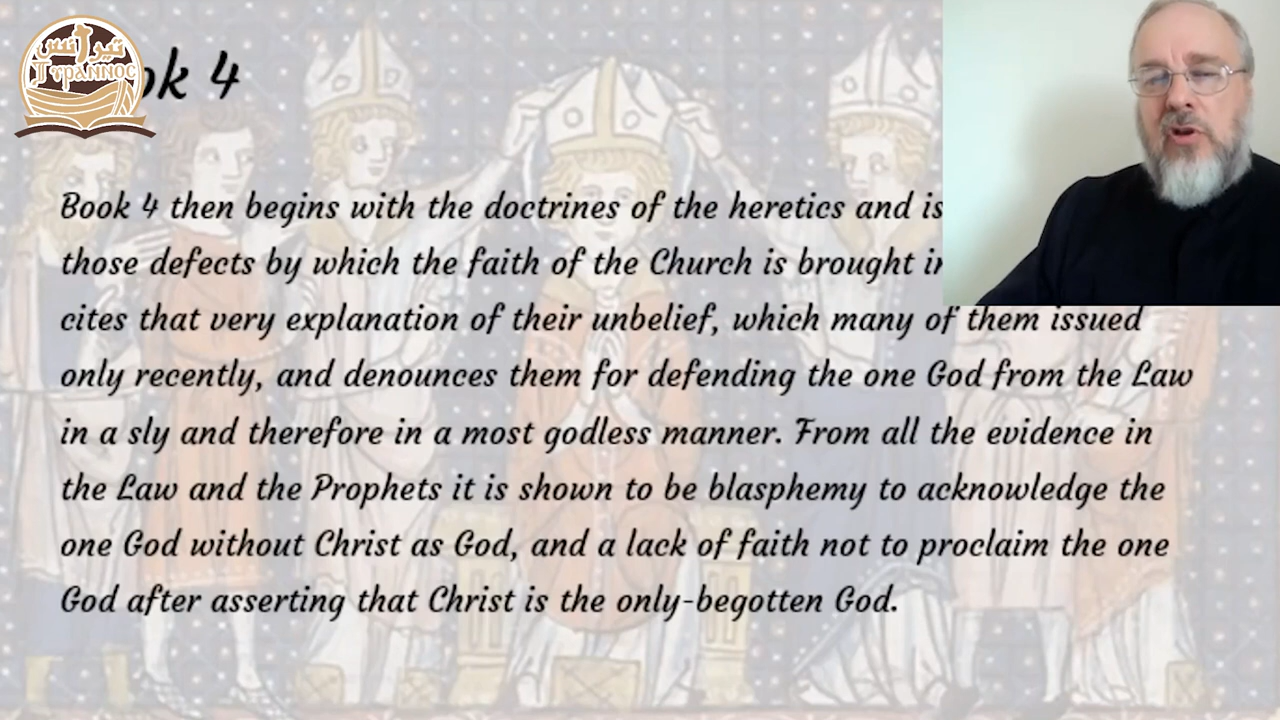 تيرانس
Τυραννος
ok 4
Book 4 then begins with the doctrines of the heretics and is
those defects by which the faith of the Church is brought
cites that very explanation of their unbelief, which many of them issued
only recently, and denounces them for defending the one God from the Law
in a sly and therefore in a most godless manner. From all the evidence in
the Law and the Prophets it is shown to be blasphemy to acknowledge the
one God without Christ as God, and a lack of faith not to proclaim the one
God after asserting that Christ is the only-begotten God.